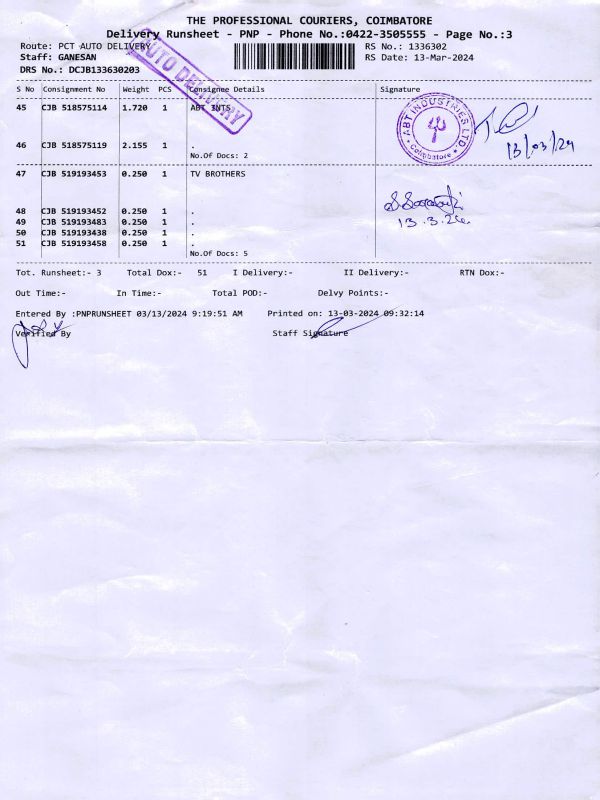 THE PROFESSIONAL COURIERS, COIMBATORE
Delivery Runsheet - PNP - Phone No.:0422-3505555 - Page No.:3
Route: PCT AUTO DELIVERY RS No.: 1336302
Staff: GANESAN RS Date: 13-Mar-2024
DRS No.: DCJB133630203
AUTO DELIVERY
S No Consignment No Weight PCS Consignee Details Signature
45 CJB 518575114 1.720 1 ABT INTS
ABT INDUSTRIES LTD
Coimbatore
13/03/24
46 CJB 518575119 2.155 1 .
No.Of Docs: 2
47 CJB 519193453 0.250 1 TV BROTHERS
48 CJB 519193452 0.250 1 .
13.3.24
49 CJB 519193483 0.250 1 .
50 CJB 519193438 0.250 1 .
51 CJB 519193458 0.250 1 .
No.Of Docs: 5
Tot. Runsheet:- 3 Total Dox:- 51 I Delivery:- II Delivery:- RTN Dox:-
Out Time:- In Time:- Total POD:- Delvy Points:-
Entered By :PNPRUNSHEET 03/13/2024 9:19:51 AM Printed on: 13-03-2024 09:32:14
Verified By Staff Signature